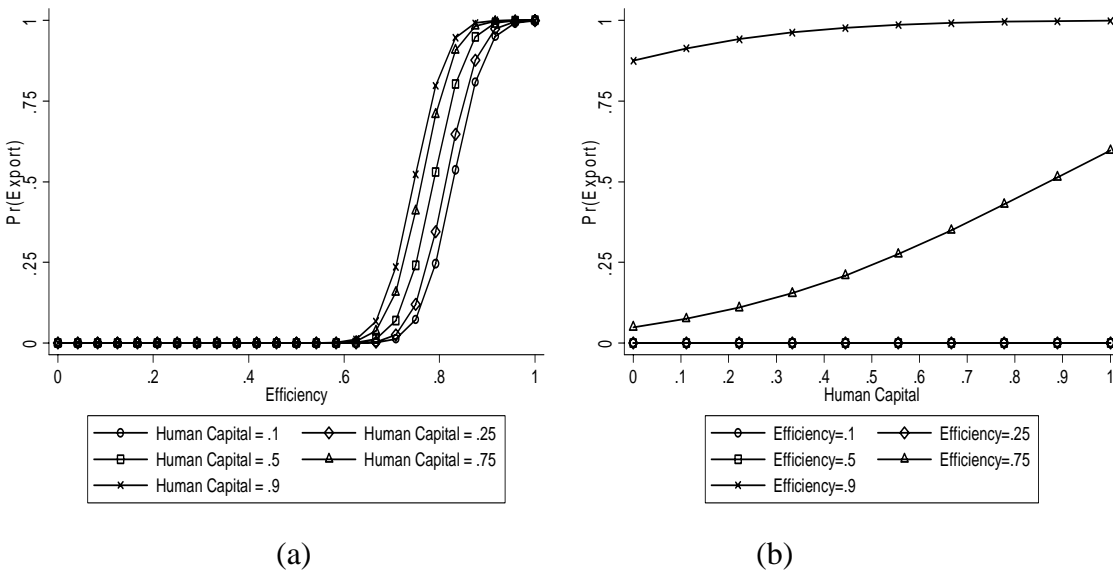 Pr(Export)
1
.75
.5
.25
0
0 .2 .4 .6 .8 1
Efficiency
Human Capital = .1 Human Capital = .25
Human Capital = .5 Human Capital = .75
Human Capital = .9
(a)
Pr(Export)
1
.75
.5
.25
0
0 .1 .2 .3 .4 .5 .6 .7 .8 .9 1
Human Capital
Efficiency=.1 Efficiency=.25
Efficiency=.5 Efficiency=.75
Efficiency=.9
(b)